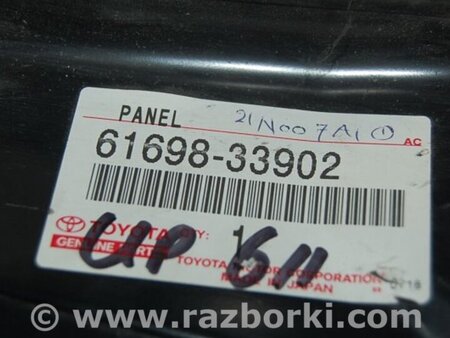 PANEL 21N007A1①
AC
61698-33902
TOYOTA QTY: 1
GENUINE PARTS
TOYOTA MOTOR CORPORATION
MADE IN JAPAN
UP 511
© www.razborki.com